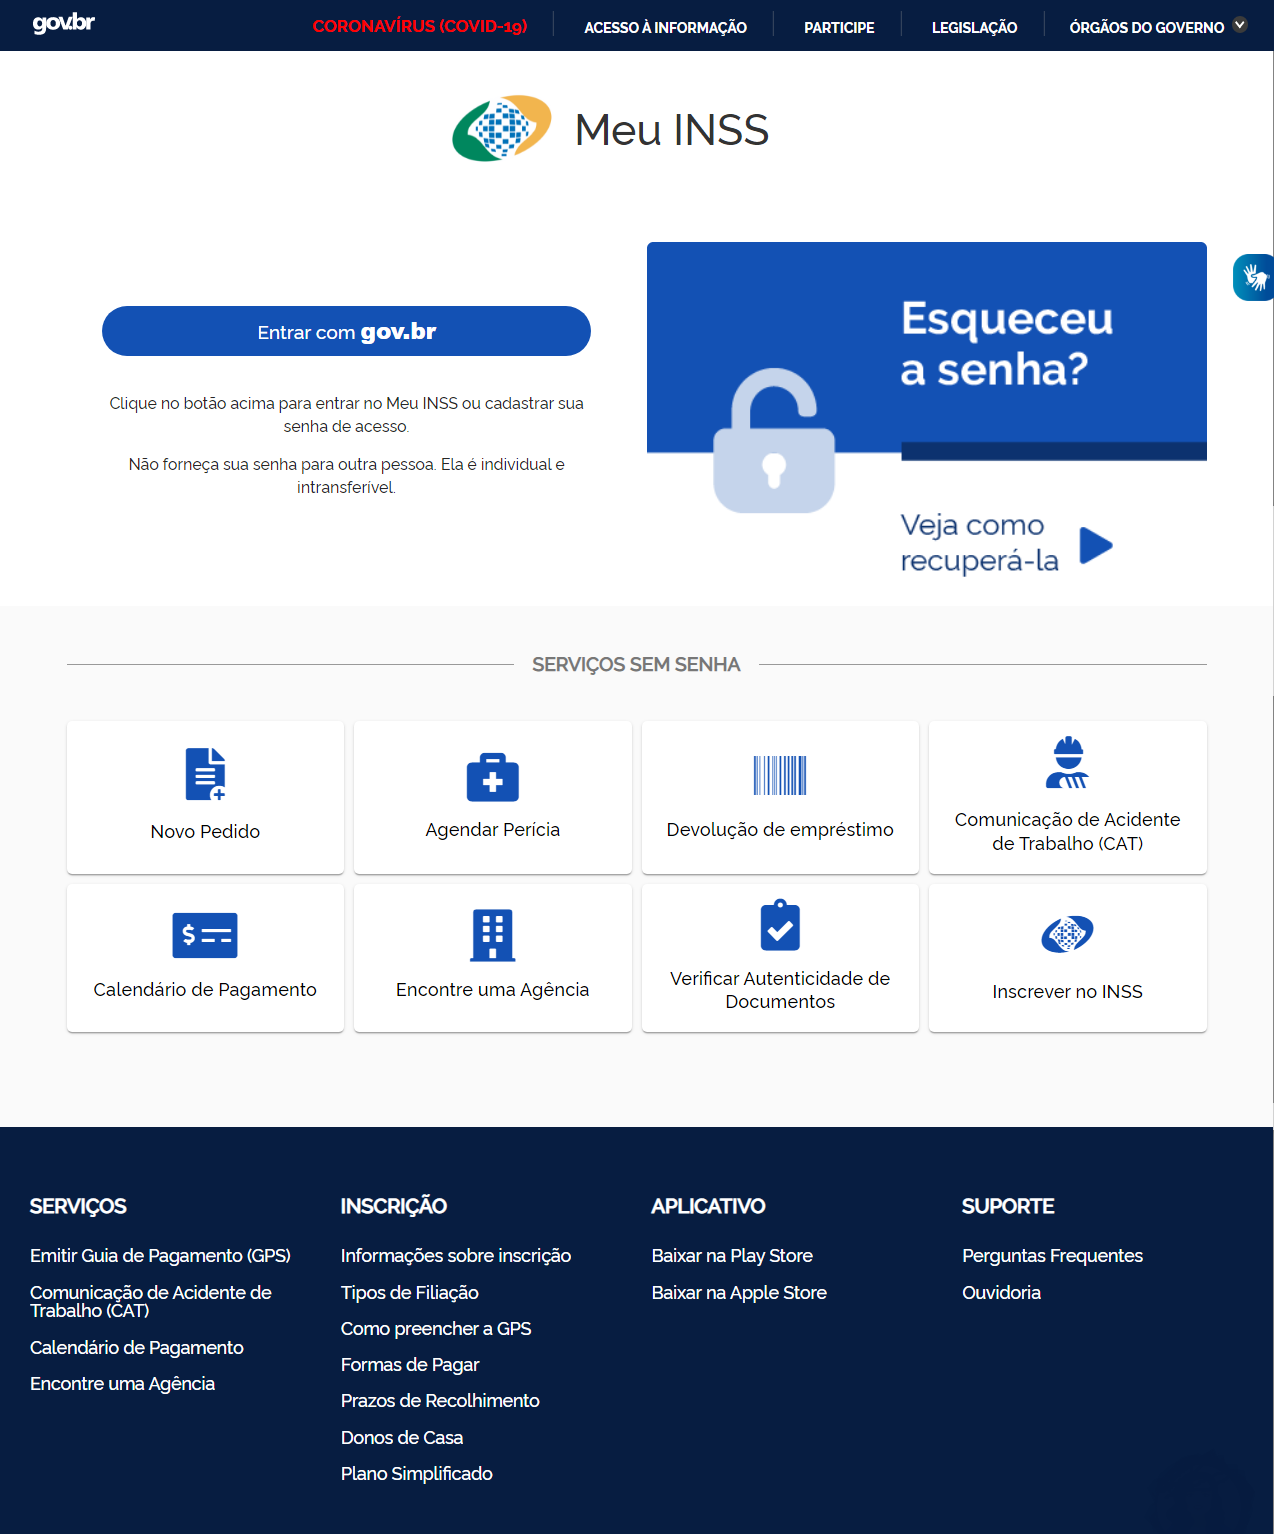 gov.br
CORONAVÍRUS (COVID-19)
ACESSO À INFORMAÇÃO
PARTICIPE
LEGISLAÇÃO
ÓRGÃOS DO GOVERNO
Meu INSS
Entrar com gov.br
Clique no botão acima para entrar no Meu INSS ou cadastrar sua
senha de acesso.
Não forneça sua senha para outra pessoa. Ela é individual e
intransferível.
Esqueceu
a senha?
Veja como
recuperá-la
SERVIÇOS SEM SENHA
Novo Pedido
Agendar Perícia
Devolução de empréstimo
Comunicação de Acidente
de Trabalho (CAT)
Calendário de Pagamento
Encontre uma Agência
Verificar Autenticidade de
Documentos
Inscrever no INSS
SERVIÇOS
Emitir Guia de Pagamento (GPS)
Comunicação de Acidente de
Trabalho (CAT)
Calendário de Pagamento
Encontre uma Agência
INSCRIÇÃO
Informações sobre inscrição
Tipos de Filiação
Como preencher a GPS
Formas de Pagar
Prazos de Recolhimento
Donos de Casa
Plano Simplificado
APLICATIVO
Baixar na Play Store
Baixar na Apple Store
SUPORTE
Perguntas Frequentes
Ouvidoria